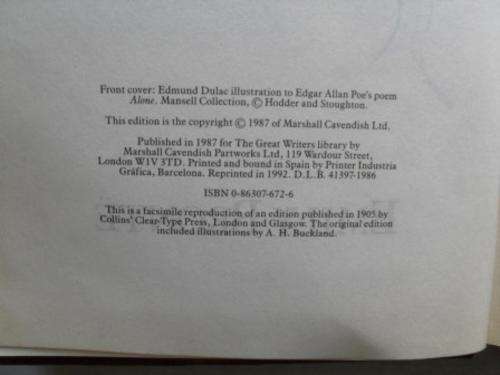 Front cover: Edmund Dulac illustration to Edgar Allan Poe's poem
Alone. Mansell Collection, © Hodder and Stoughton.
This edition is the copyright © 1987 of Marshall Cavendish Ltd.
Published in 1987 for The Great Writers library by
Marshall Cavendish Partworks Ltd, 119 Wardour Street,
London W1V 3TD. Printed and bound in Spain by Printer Industria
Gráfica, Barcelona. Reprinted in 1992. D.L.B. 41397-1986
ISBN 0-86307-672-6
This is a facsimile reproduction of an edition published in 1905 by
Collins' Clear-Type Press, London and Glasgow. The original edition
included illustrations by A. H. Buckland.